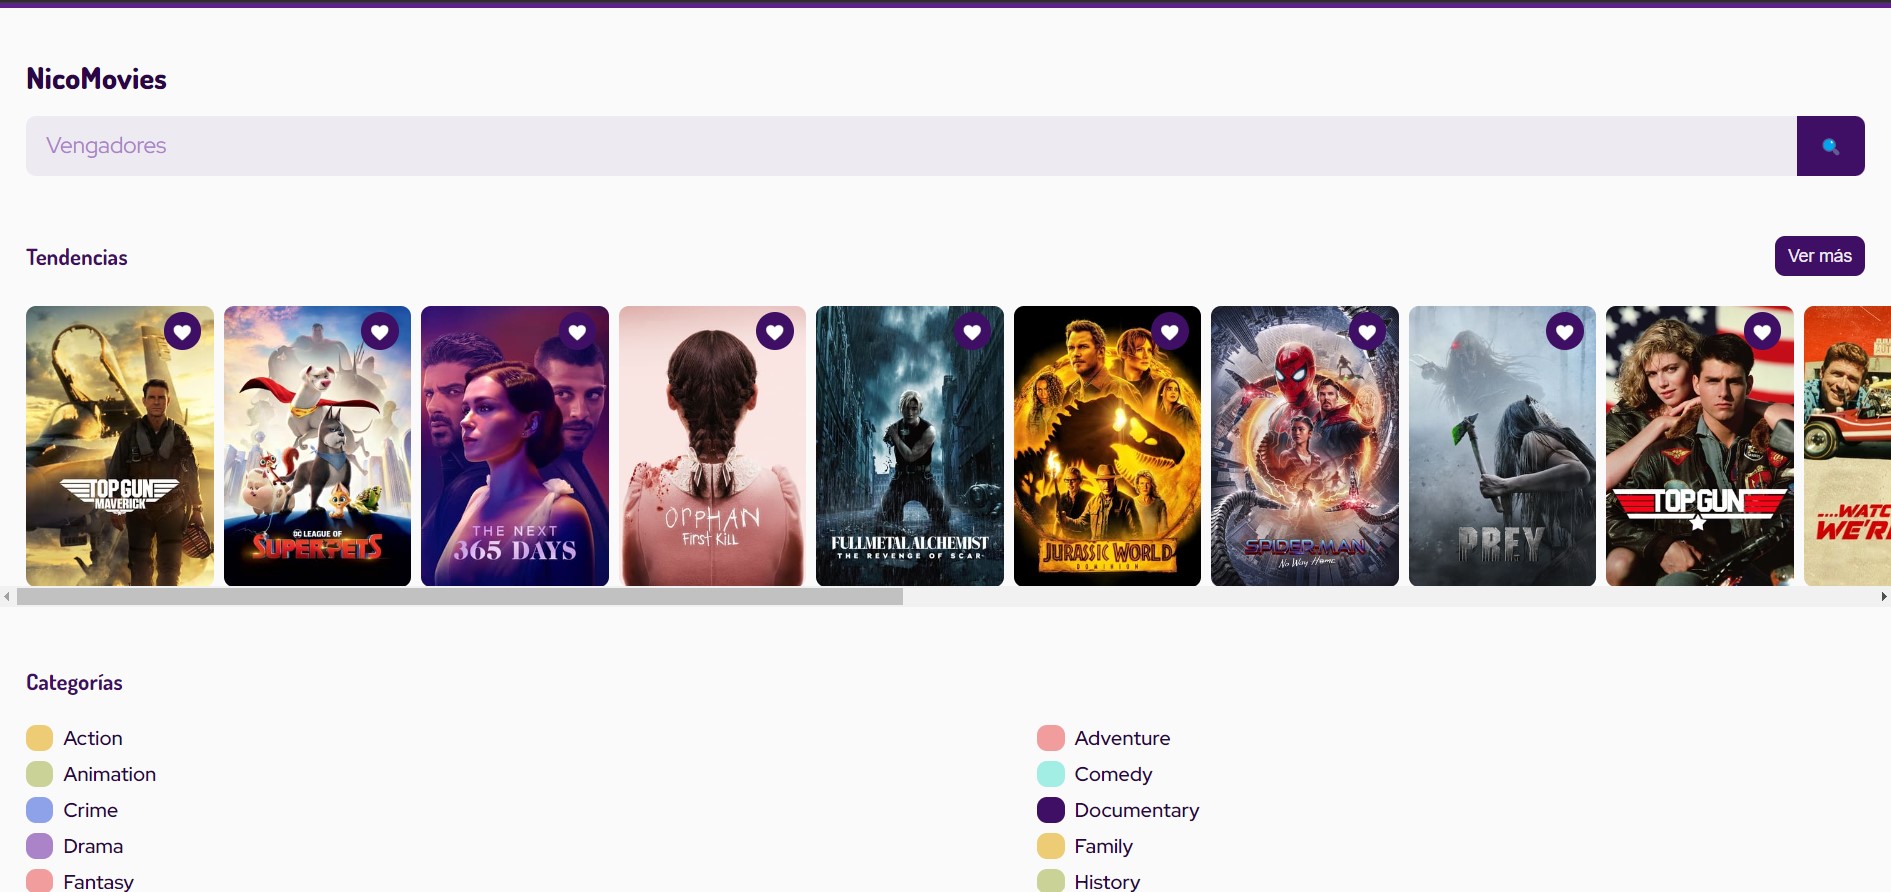 NicoMovies
Vengadores
Tendencias
Ver más
TOP GUN
MAVERICK
DC LEAGUE OF
SUPER-PETS
THE NEXT
365 DAYS
ORPHAN
First Kill
FULLMETAL ALCHEMIST
THE REVENGE OF SCAR
JURASSIC WORLD
DOMINION
SPIDER-MAN
No Way Home
PREY
TOP GUN
...WATC
WE'RE
Categorías
Action
Adventure
Animation
Comedy
Crime
Documentary
Drama
Family
Fantasy
History